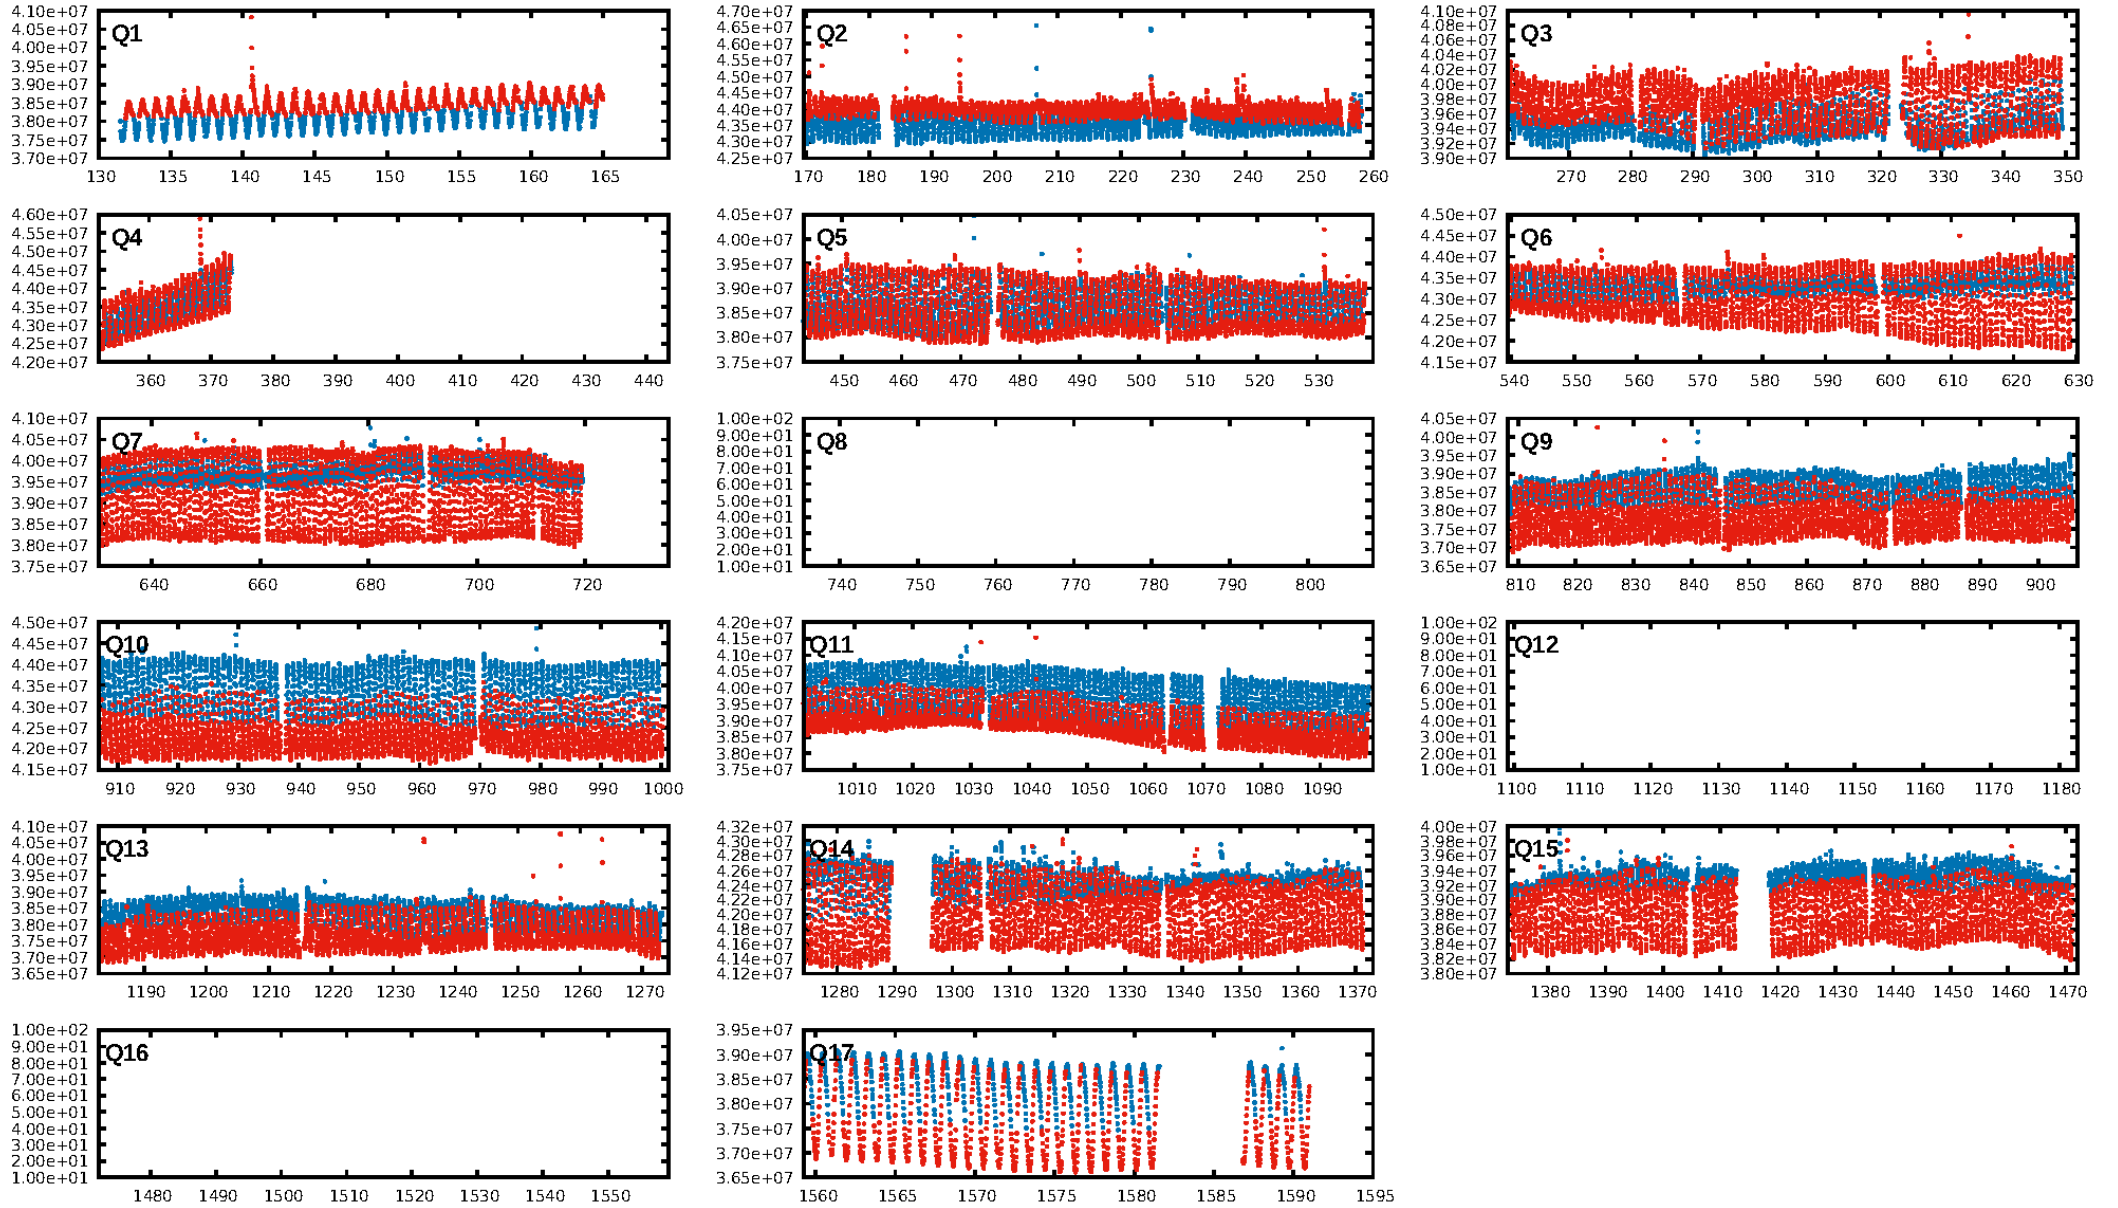 4.10e+07 4.05e+07 4.00e+07 3.95e+07 3.90e+07 3.85e+07 3.80e+07 3.75e+07 3.70e+07
Q1
130 135 140 145 150 155 160 165
4.70e+07 4.65e+07 4.60e+07 4.55e+07 4.50e+07 4.45e+07 4.40e+07 4.35e+07 4.30e+07 4.25e+07
Q2
170 180 190 200 210 220 230 240 250 260
4.10e+07 4.08e+07 4.06e+07 4.04e+07 4.02e+07 4.00e+07 3.98e+07 3.96e+07 3.94e+07 3.92e+07 3.90e+07
Q3
270 280 290 300 310 320 330 340 350
4.60e+07 4.55e+07 4.50e+07 4.45e+07 4.40e+07 4.35e+07 4.30e+07 4.25e+07 4.20e+07
Q4
360 370 380 390 400 410 420 430 440
4.05e+07 4.00e+07 3.95e+07 3.90e+07 3.85e+07 3.80e+07 3.75e+07
Q5
450 460 470 480 490 500 510 520 530
4.50e+07 4.45e+07 4.40e+07 4.35e+07 4.30e+07 4.25e+07 4.20e+07 4.15e+07
Q6
540 550 560 570 580 590 600 610 620 630
4.10e+07 4.05e+07 4.00e+07 3.95e+07 3.90e+07 3.85e+07 3.80e+07 3.75e+07
Q7
640 660 680 700 720
1.00e+02 9.00e+01 8.00e+01 7.00e+01 6.00e+01 5.00e+01 4.00e+01 3.00e+01 2.00e+01 1.00e+01
Q8
740 750 760 770 780 790 800
4.05e+07 4.00e+07 3.95e+07 3.90e+07 3.85e+07 3.80e+07 3.75e+07 3.70e+07 3.65e+07
Q9
810 820 830 840 850 860 870 880 890 900
4.50e+07 4.45e+07 4.40e+07 4.35e+07 4.30e+07 4.25e+07 4.20e+07 4.15e+07
Q10
910 920 930 940 950 960 970 980 990 1000
4.20e+07 4.15e+07 4.10e+07 4.05e+07 4.00e+07 3.95e+07 3.90e+07 3.85e+07 3.80e+07 3.75e+07
Q11
1010 1020 1030 1040 1050 1060 1070 1080 1090
1.00e+02 9.00e+01 8.00e+01 7.00e+01 6.00e+01 5.00e+01 4.00e+01 3.00e+01 2.00e+01 1.00e+01
Q12
1100 1110 1120 1130 1140 1150 1160 1170 1180
4.10e+07 4.05e+07 4.00e+07 3.95e+07 3.90e+07 3.85e+07 3.80e+07 3.75e+07 3.70e+07 3.65e+07
Q13
1190 1200 1210 1220 1230 1240 1250 1260 1270
4.32e+07 4.30e+07 4.28e+07 4.26e+07 4.24e+07 4.22e+07 4.20e+07 4.18e+07 4.16e+07 4.14e+07 4.12e+07
Q14
1280 1290 1300 1310 1320 1330 1340 1350 1360 1370
4.00e+07 3.98e+07 3.96e+07 3.94e+07 3.92e+07 3.90e+07 3.88e+07 3.86e+07 3.84e+07 3.82e+07 3.80e+07
Q15
1380 1390 1400 1410 1420 1430 1440 1450 1460 1470
1.00e+02 9.00e+01 8.00e+01 7.00e+01 6.00e+01 5.00e+01 4.00e+01 3.00e+01 2.00e+01 1.00e+01
Q16
1480 1490 1500 1510 1520 1530 1540 1550
3.95e+07 3.90e+07 3.85e+07 3.80e+07 3.75e+07 3.70e+07 3.65e+07
Q17
1560 1565 1570 1575 1580 1585 1590 1595